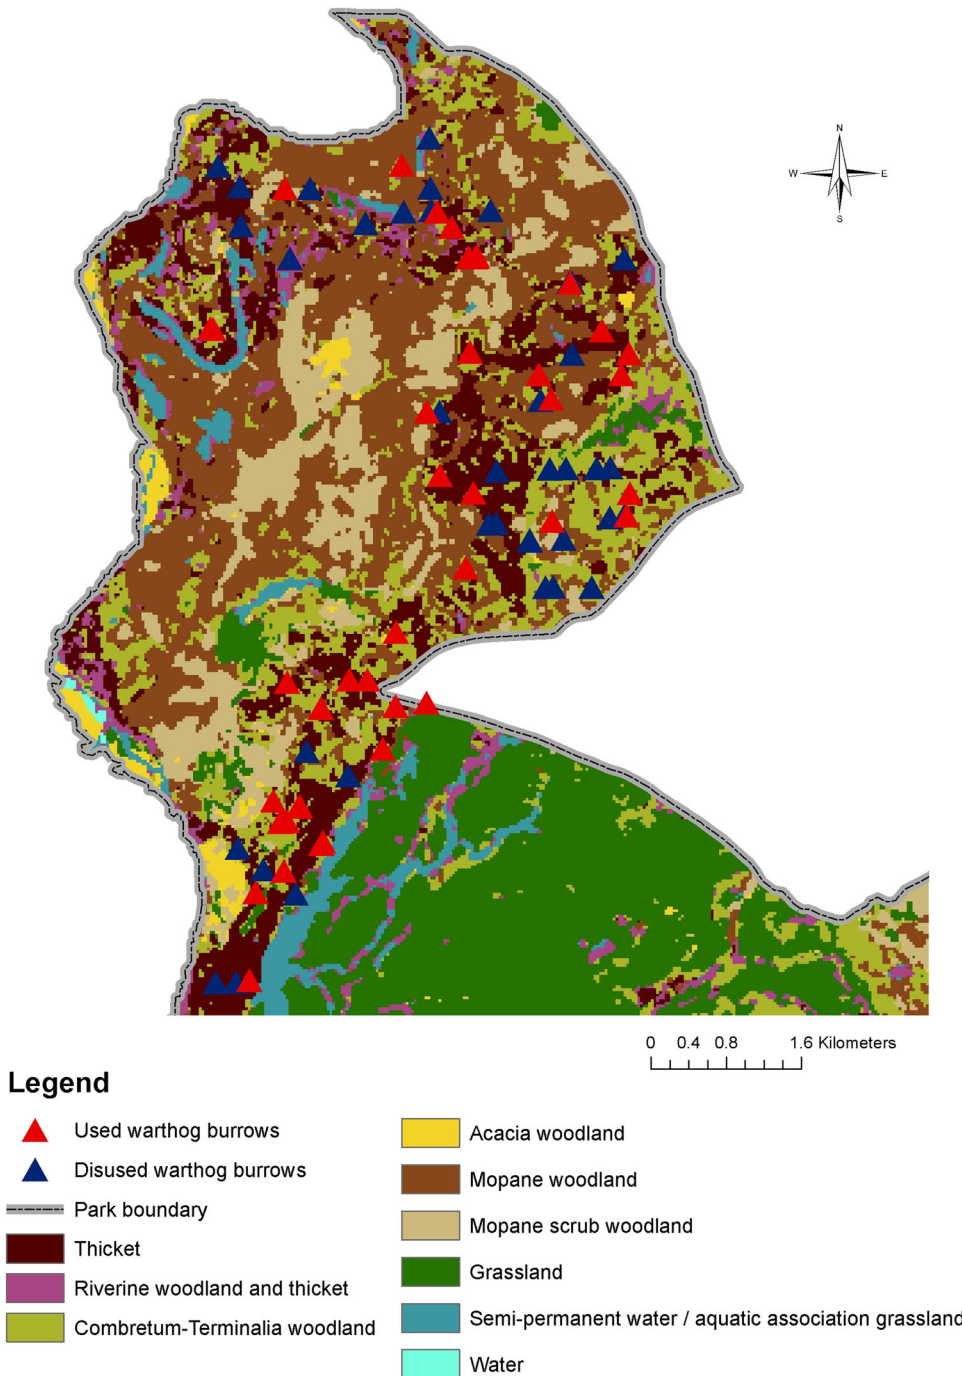 N
W E
S
0 0.4 0.8 1.6 Kilometers
Legend
Used warthog burrows
Disused warthog burrows
Park boundary
Thicket
Riverine woodland and thicket
Combretum-Terminalia woodland
Acacia woodland
Mopane woodland
Mopane scrub woodland
Grassland
Semi-permanent water / aquatic association grassland
Water